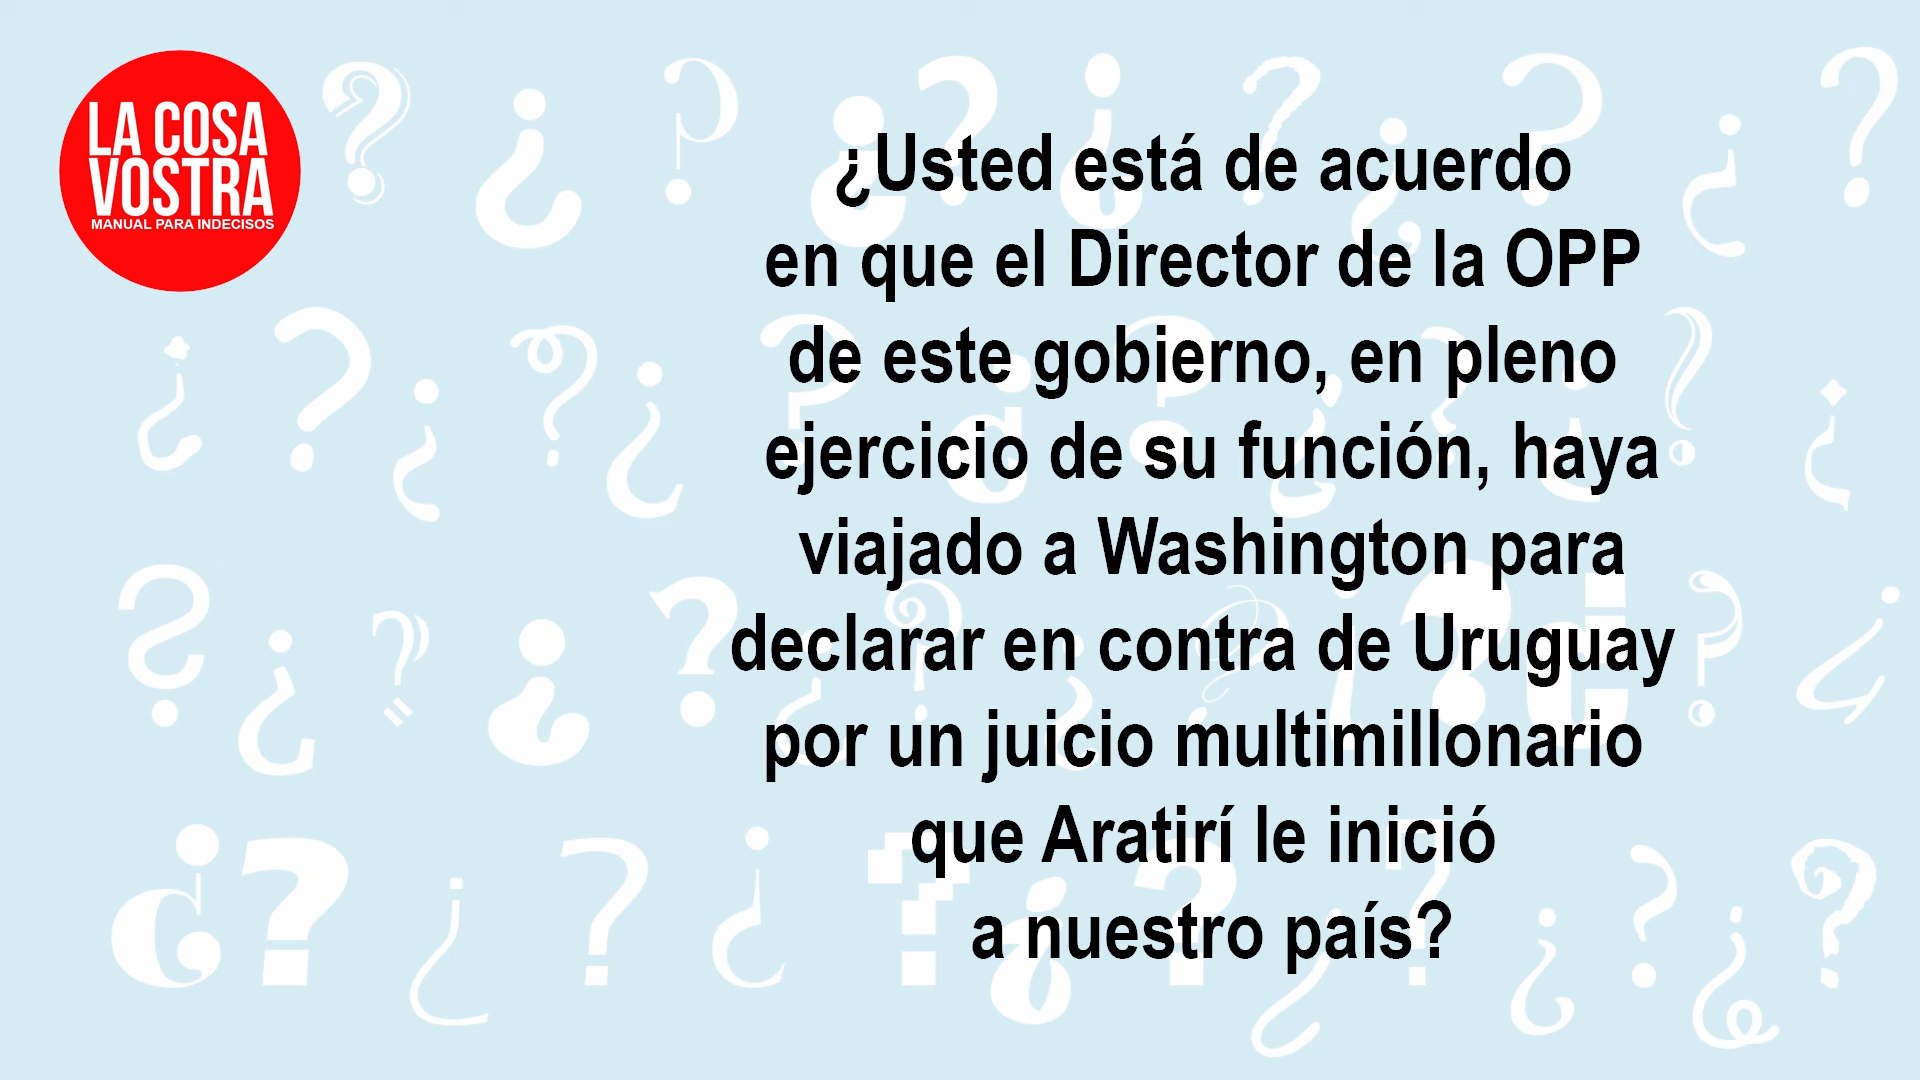 LA COSA
VOSTRA
MANUAL PARA INDECISOS
¿Usted está de acuerdo
en que el Director de la OPP
de este gobierno, en pleno
ejercicio de su función, haya
viajado a Washington para
declarar en contra de Uruguay
por un juicio multimillonario
que Aratirí le inició
a nuestro país?